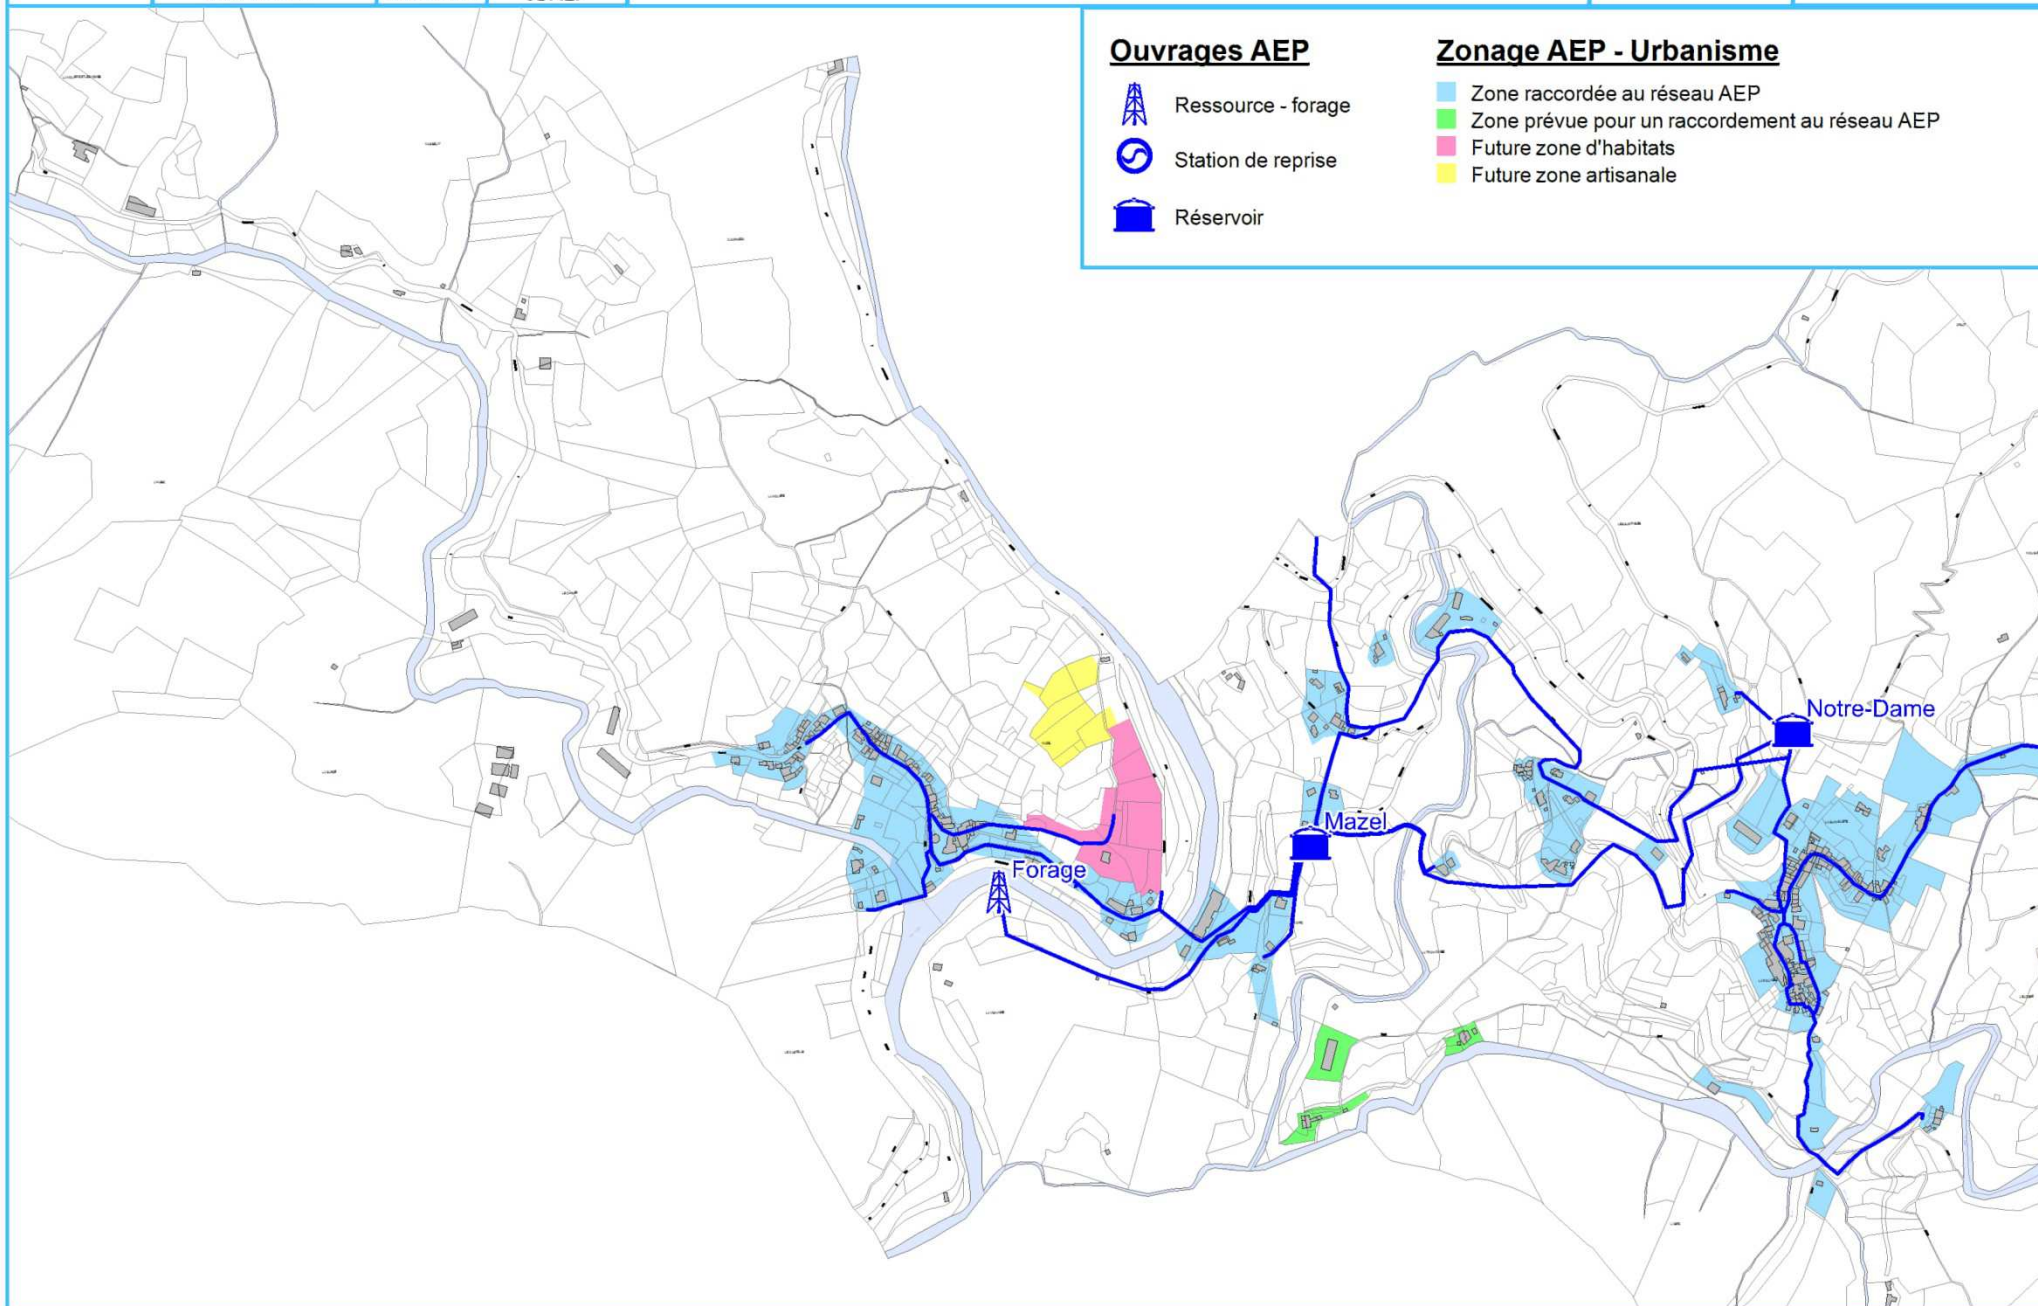 Ouvrages AEP
Ressource - forage
Station de reprise
Réservoir
Zonage AEP - Urbanisme
Zone raccordée au réseau AEP
Zone prévue pour un raccordement au réseau AEP
Future zone d'habitats
Future zone artisanale
Notre-Dame
Mazel
Forage